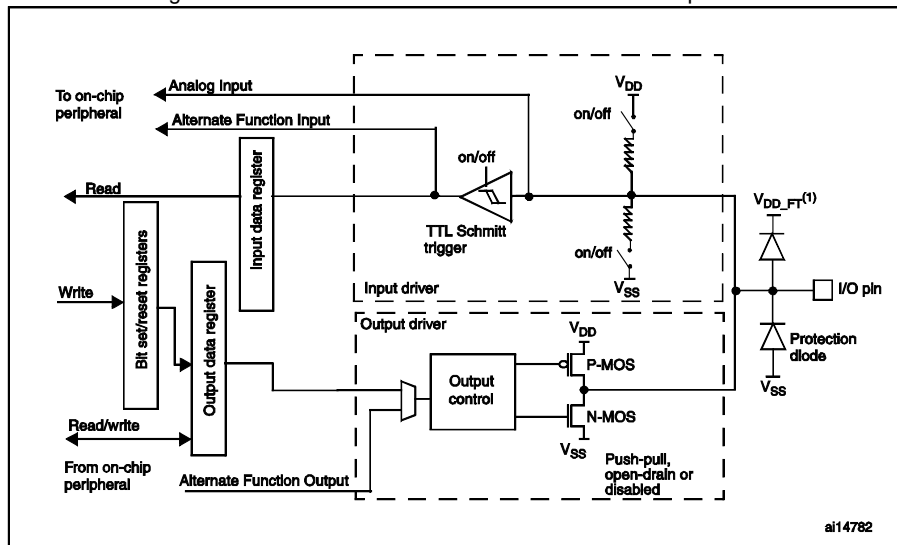 Analog Input
To on-chip
peripheral
Alternate Function Input
Read
Input data register
on/off
TTL Schmitt
trigger
VDD
on/off
on/off
VSS
Input driver
VDD_FT(1)
I/O pin
Protection
diode
VSS
Write
Bit set/reset registers
Output data register
Read/write
From on-chip
peripheral
Alternate Function Output
Output driver
Output
control
VDD
P-MOS
N-MOS
VSS
Push-pull,
open-drain or
disabled
ai14782